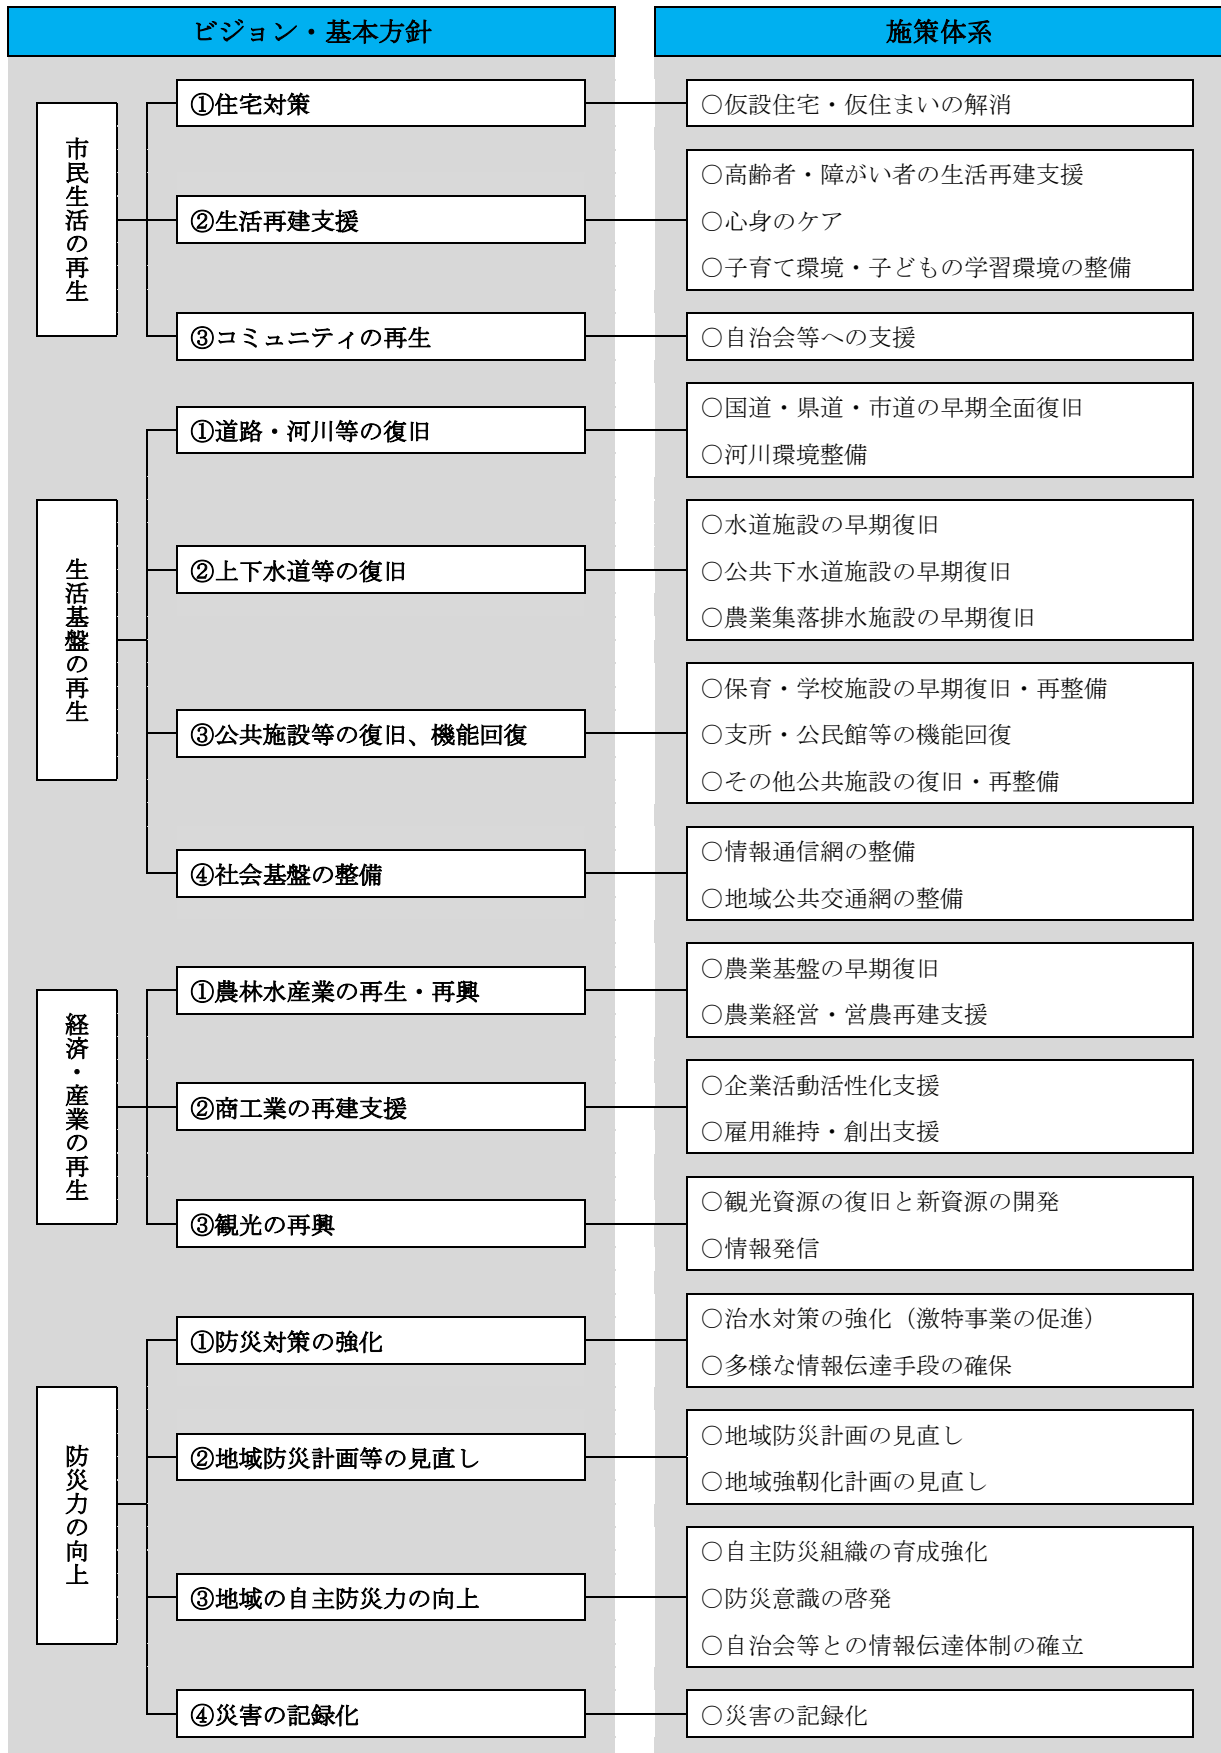 ビジョン・基本方針
施策体系
市民生活の再生
①住宅対策
○仮設住宅・仮住まいの解消
②生活再建支援
○高齢者・障がい者の生活再建支援
○心身のケア
○子育て環境・子どもの学習環境の整備
③コミュニティの再生
○自治会等への支援
生活基盤の再生
①道路・河川等の復旧
○国道・県道・市道の早期全面復旧
○河川環境整備
②上下水道等の復旧
○水道施設の早期復旧
○公共下水道施設の早期復旧
○農業集落排水施設の早期復旧
③公共施設等の復旧、機能回復
○保育・学校施設の早期復旧・再整備
○支所・公民館等の機能回復
○その他公共施設の復旧・再整備
④社会基盤の整備
○情報通信網の整備
○地域公共交通網の整備
経済・産業の再生
①農林水産業の再生・再興
○農業基盤の早期復旧
○農業経営・営農再建支援
②商工業の再建支援
○企業活動活性化支援
○雇用維持・創出支援
③観光の再興
○観光資源の復旧と新資源の開発
○情報発信
防災力の向上
①防災対策の強化
○治水対策の強化（激特事業の促進）
○多様な情報伝達手段の確保
②地域防災計画等の見直し
○地域防災計画の見直し
○地域強靭化計画の見直し
③地域の自主防災力の向上
○自主防災組織の育成強化
○防災意識の啓発
○自治会等との情報伝達体制の確立
④災害の記録化
○災害の記録化